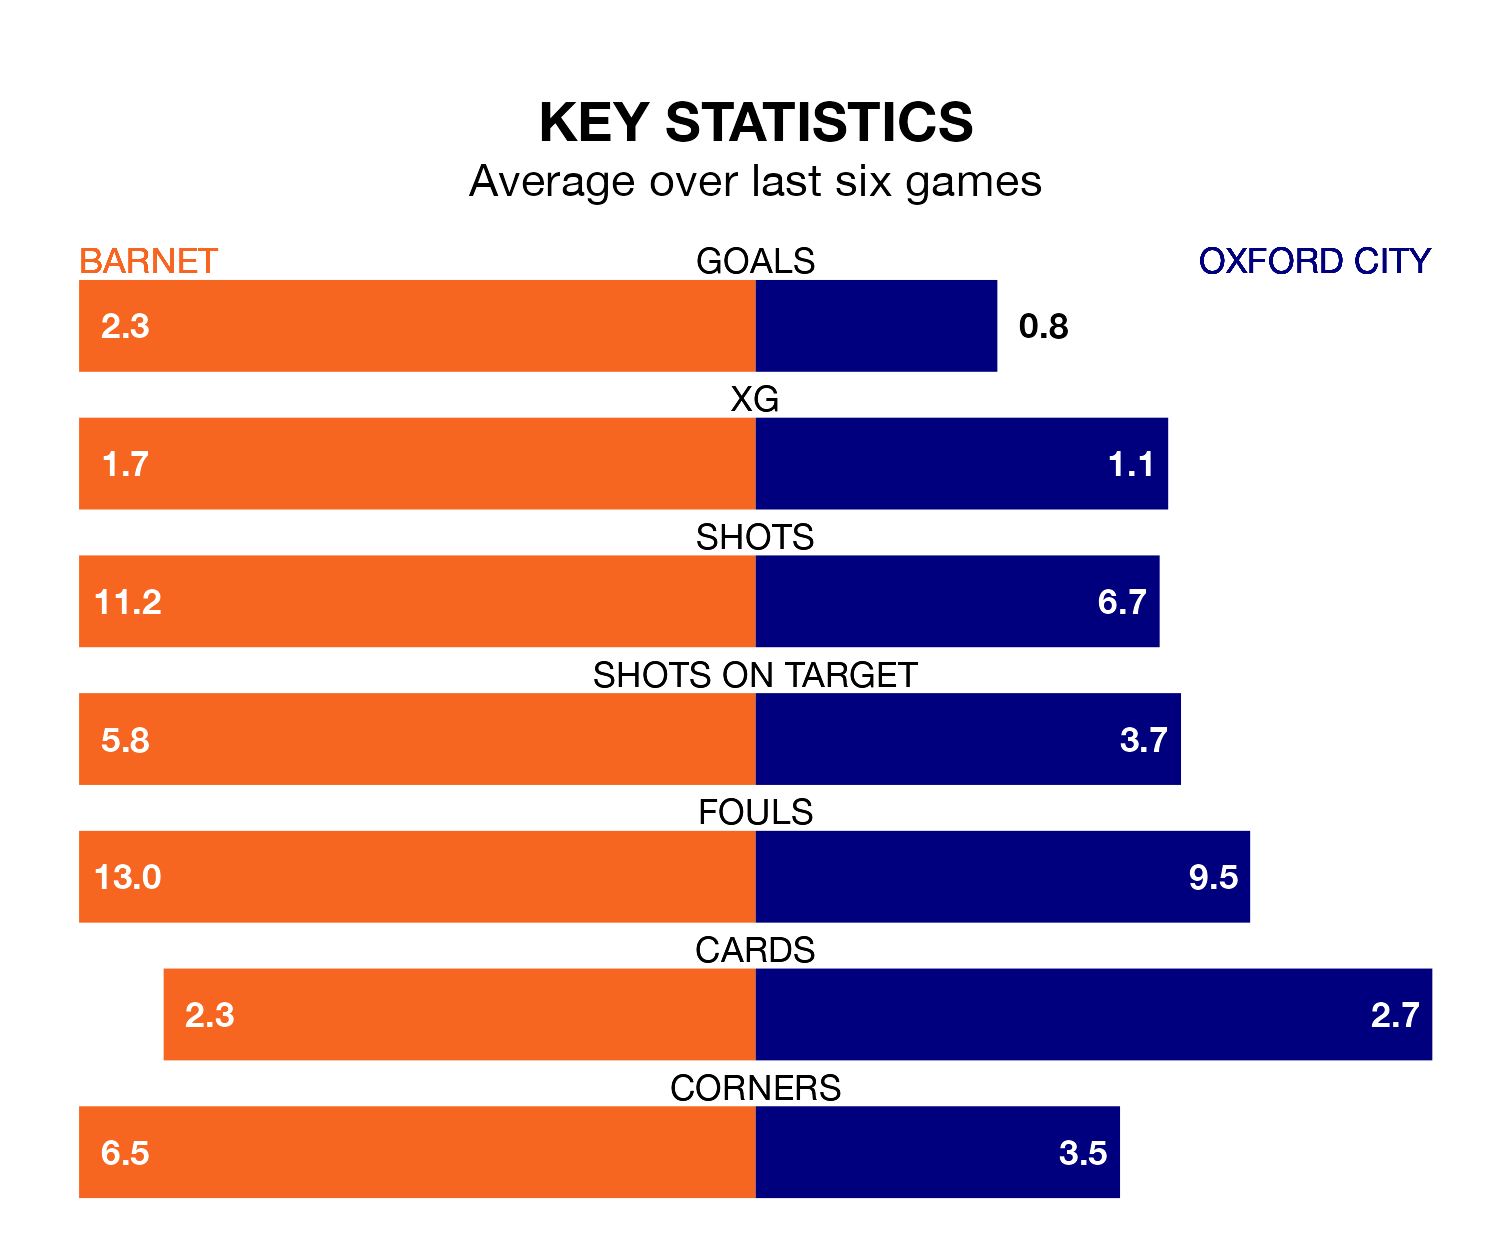 KEY STATISTICS
Average over last six games
BARNET GOALS OXFORD CITY
2.3 0.8
XG
1.7 1.1
SHOTS
11.2 6.7
SHOTS ON TARGET
5.8 3.7
FOULS
13.0 9.5
CARDS
2.3 2.7
CORNERS
6.5 3.5